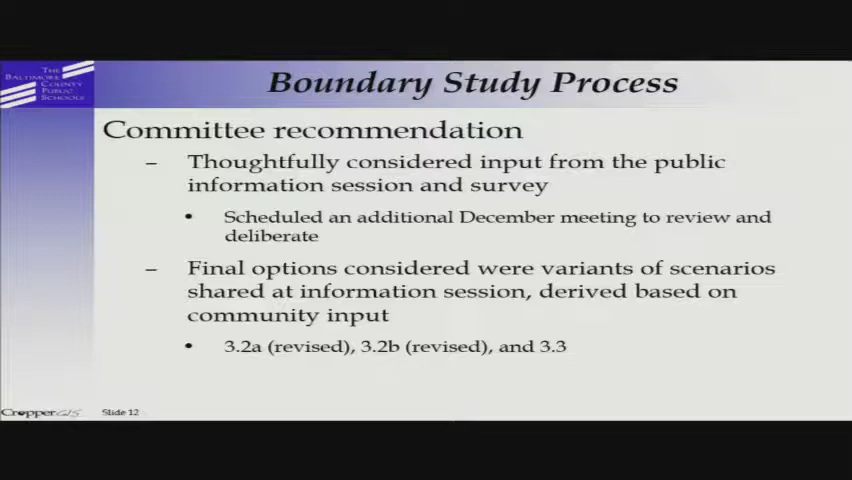 THE
BALTIMORE
COUNTY
PUBLIC
SCHOOLS
Boundary Study Process
Committee recommendation
– Thoughtfully considered input from the public
information session and survey
• Scheduled an additional December meeting to review and
deliberate
– Final options considered were variants of scenarios
shared at information session, derived based on
community input
• 3.2a (revised), 3.2b (revised), and 3.3
CropperGIS
Slide 12